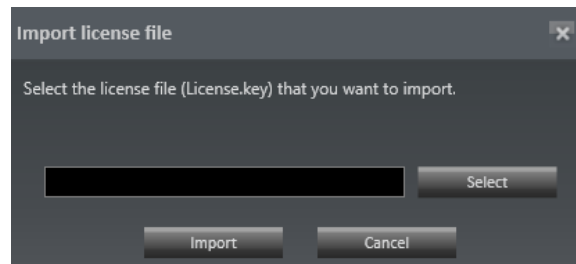 Import license file
Select the license file (License.key) that you want to import.
Select
Import Cancel